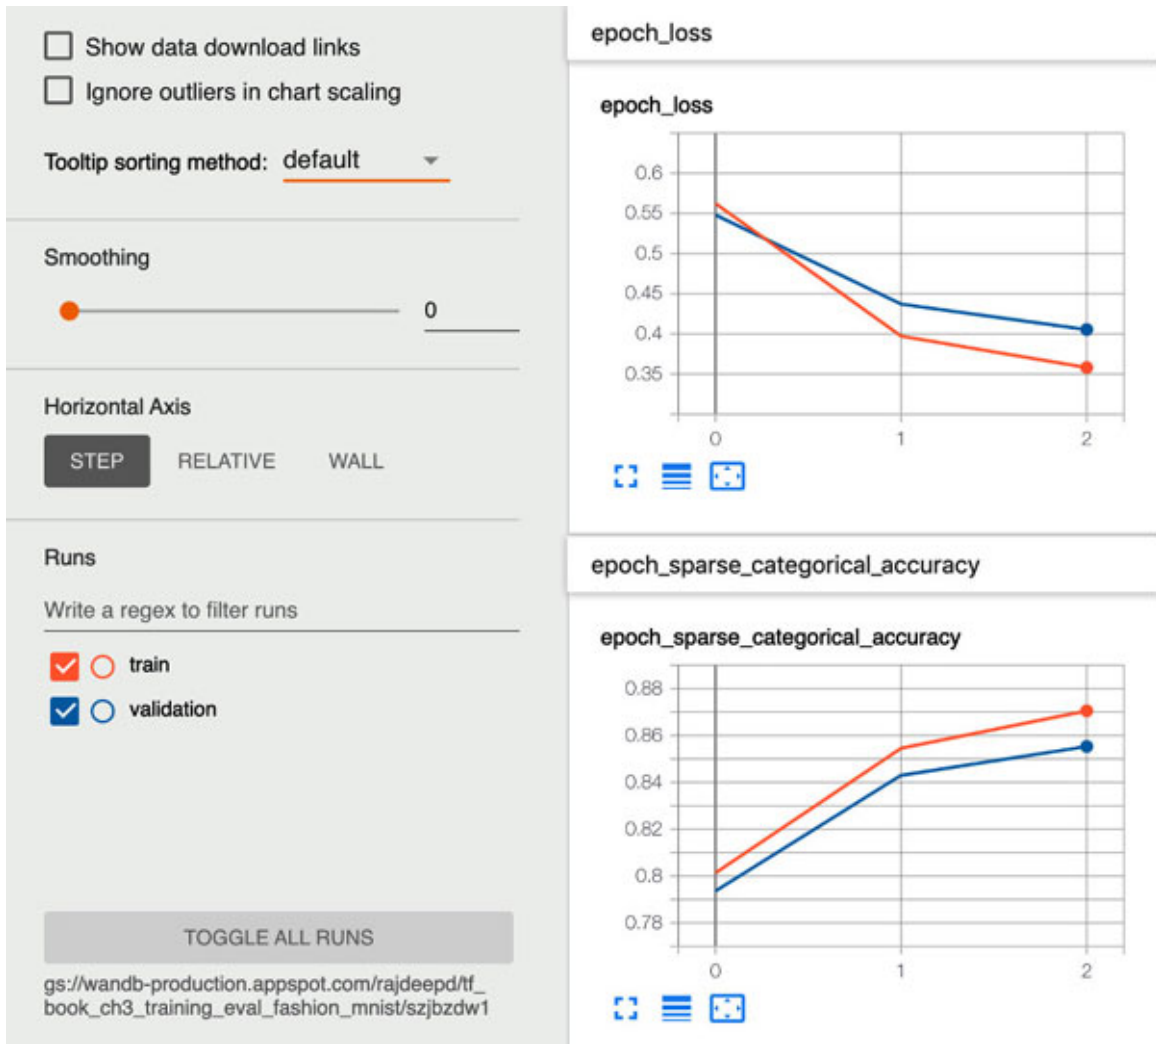 Show data download links
Ignore outliers in chart scaling
Tooltip sorting method: default
Smoothing
0
Horizontal Axis
STEP RELATIVE WALL
Runs
Write a regex to filter runs
train
validation
TOGGLE ALL RUNS
gs://wandb-production.appspot.com/rajdeepd/tf_
book_ch3_training_eval_fashion_mnist/szjbzdw1
epoch_loss
epoch_loss
0.6
0.55
0.5
0.45
0.4
0.35
0 1 2
epoch_sparse_categorical_accuracy
epoch_sparse_categorical_accuracy
0.88
0.86
0.84
0.82
0.8
0.78
0 1 2